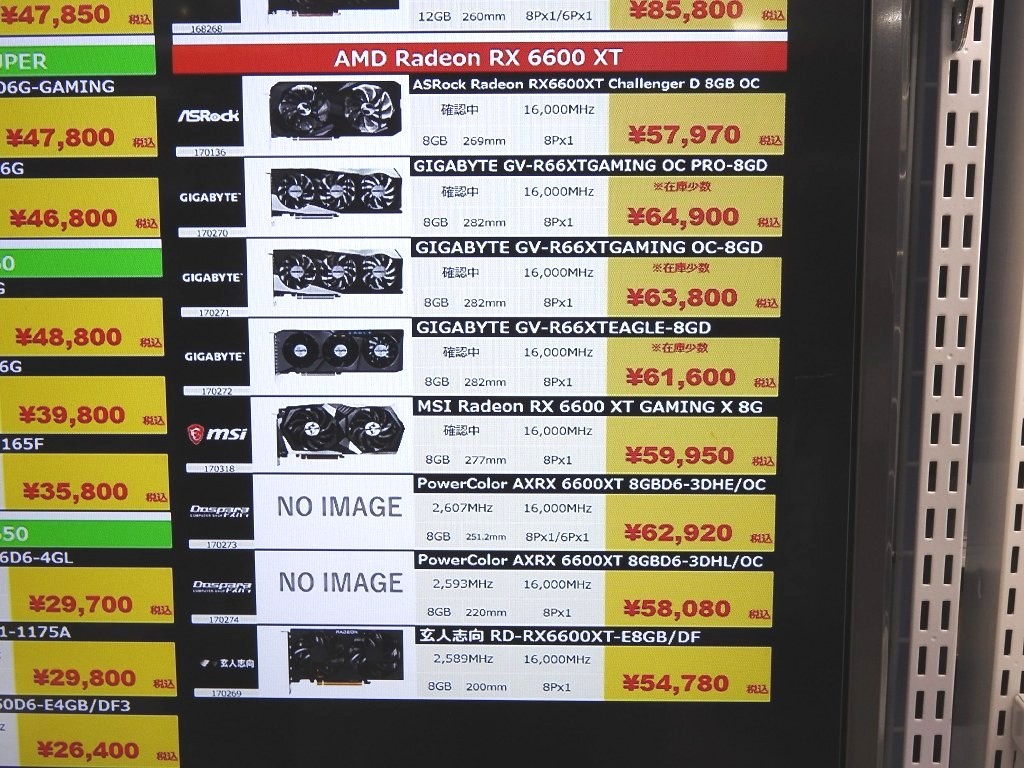 ¥47,850 税込
UPER
D6G-GAMING
¥47,800 税込
6G
¥46,800 税込
¥48,800 税込
6G
¥39,800 税込
165F
¥35,800 税込
650
6D6-4GL
¥29,700 税込
1-1175A
¥29,800 税込
50D6-E4GB/DF3
¥26,400 税込
12GB 260mm 8Px1/6Px1
¥85,800 税込
168268
AMD Radeon RX 6600 XT
ASRock Radeon RX6600XT Challenger D 8GB OC
ASRock
確認中 16,000MHz
8GB 269mm 8Px1
¥57,970 税込
170136
GIGABYTE GV-R66XTGAMING OC PRO-8GD
GIGABYTE
確認中 16,000MHz
8GB 282mm 8Px1
※在庫少数
¥64,900 税込
170270
GIGABYTE GV-R66XTGAMING OC-8GD
GIGABYTE
確認中 16,000MHz
8GB 282mm 8Px1
※在庫少数
¥63,800 税込
170271
GIGABYTE GV-R66XTEAGLE-8GD
GIGABYTE
確認中 16,000MHz
8GB 282mm 8Px1
※在庫少数
¥61,600 税込
170272
MSI Radeon RX 6600 XT GAMING X 8G
msi
確認中 16,000MHz
8GB 277mm 8Px1
¥59,950 税込
170318
PowerColor AXRX 6600XT 8GBD6-3DHE/OC
Dospara
NO IMAGE
2,607MHz 16,000MHz
8GB 251.2mm 8Px1/6Px1
¥62,920 税込
170273
PowerColor AXRX 6600XT 8GBD6-3DHL/OC
Dospara
NO IMAGE
2,593MHz 16,000MHz
8GB 220mm 8Px1
¥58,080 税込
170274
玄人志向 RD-RX6600XT-E8GB/DF
玄人志向
RADEON
2,589MHz 16,000MHz
8GB 200mm 8Px1
¥54,780 税込
170269